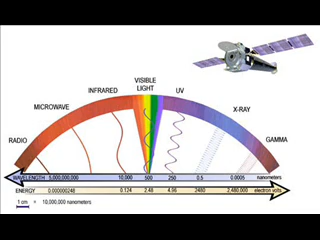 VISIBLE
LIGHT
INFRARED
UV
MICROWAVE
X-RAY
RADIO
GAMMA
WAVELENGTH 5,000,000,000 10,000 500 250 0.5 0.0005 nanometers
ENERGY 0.000000248 0.124 2.48 4.96 2480 2,480,000 electron volts
1 cm = 10,000,000 nanometers